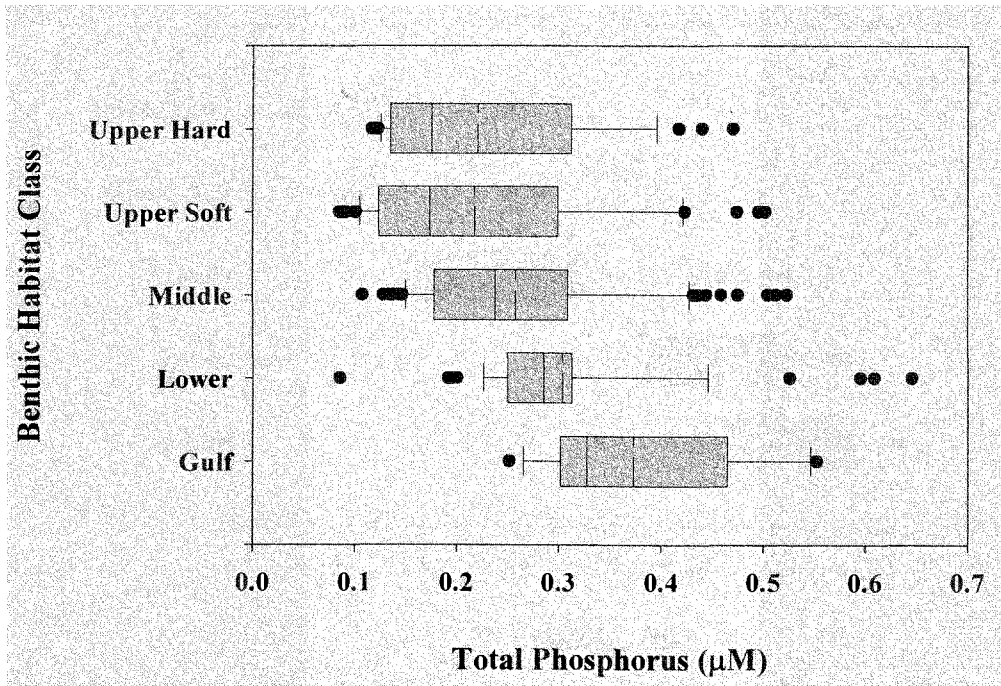 Benthic Habitat Class
Upper Hard
Upper Soft
Middle
Lower
Gulf
0.0 0.1 0.2 0.3 0.4 0.5 0.6 0.7
Total Phosphorus (μM)